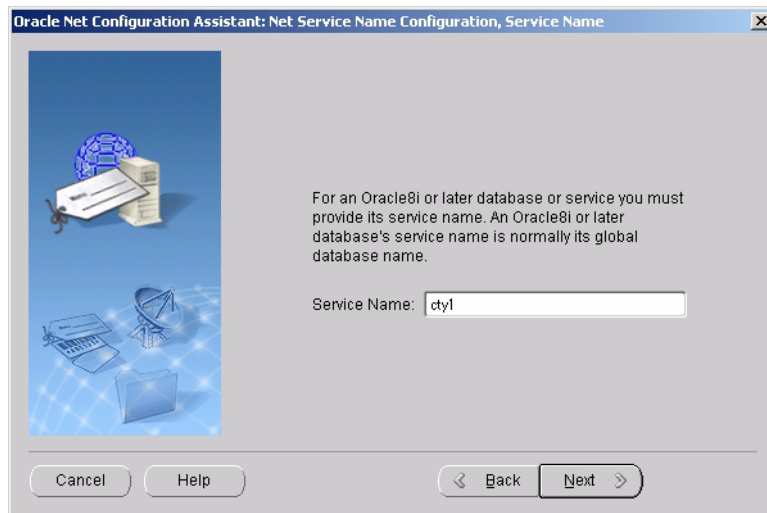 Oracle Net Configuration Assistant: Net Service Name Configuration, Service Name
For an Oracle8i or later database or service you must
provide its service name. An Oracle8i or later
database's service name is normally its global
database name.
Service Name: cty1
Cancel Help Back Next